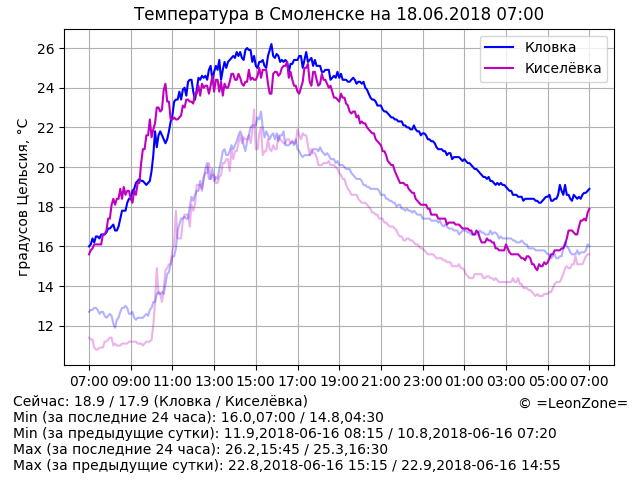 Температура в Смоленске на 18.06.2018 07:00
Кловка
Киселёвка
градусов Цельсия, °C
26
24
22
20
18
16
14
12
07:00 09:00 11:00 13:00 15:00 17:00 19:00 21:00 23:00 01:00 03:00 05:00 07:00
Сейчас: 18.9 / 17.9 (Кловка / Киселёвка)
© =LeonZone=
Min (за последние 24 часа): 16.0,07:00 / 14.8,04:30
Min (за предыдущие сутки): 11.9,2018-06-16 08:15 / 10.8,2018-06-16 07:20
Max (за последние 24 часа): 26.2,15:45 / 25.3,16:30
Max (за предыдущие сутки): 22.8,2018-06-16 15:15 / 22.9,2018-06-16 14:55